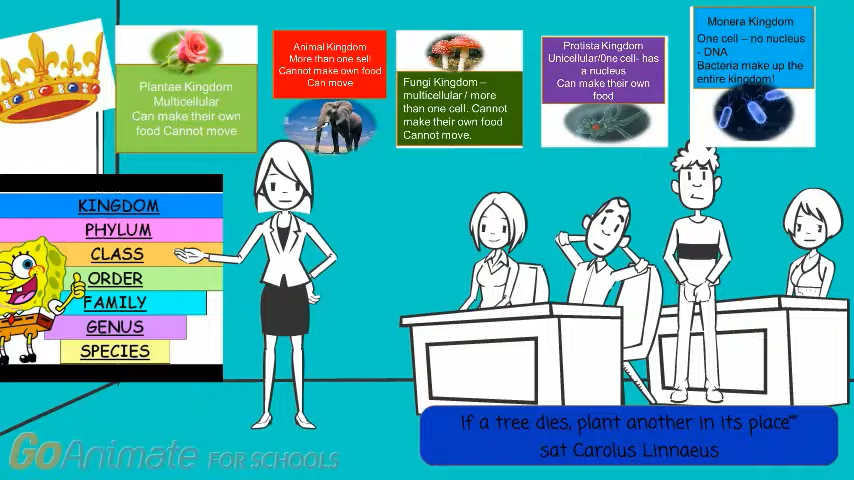 Plantae Kingdom
Multicellular
Can make their own
food Cannot move
Animal Kingdom
More than one sell
Cannot make own food
Can move
Fungi Kingdom –
multicellular / more
than one cell. Cannot
make their own food
Cannot move.
Protista Kingdom
Unicellular/0ne cell- has
a nucleus
Can make their own
food
Monera Kingdom
One cell – no nucleus
- DNA
Bacteria make up the
entire kingdom!
KINGDOM
PHYLUM
CLASS
ORDER
FAMILY
GENUS
SPECIES
If a tree dies, plant another in its place""
sat Carolus Linnaeus
GoAnimate FOR SCHOOLS